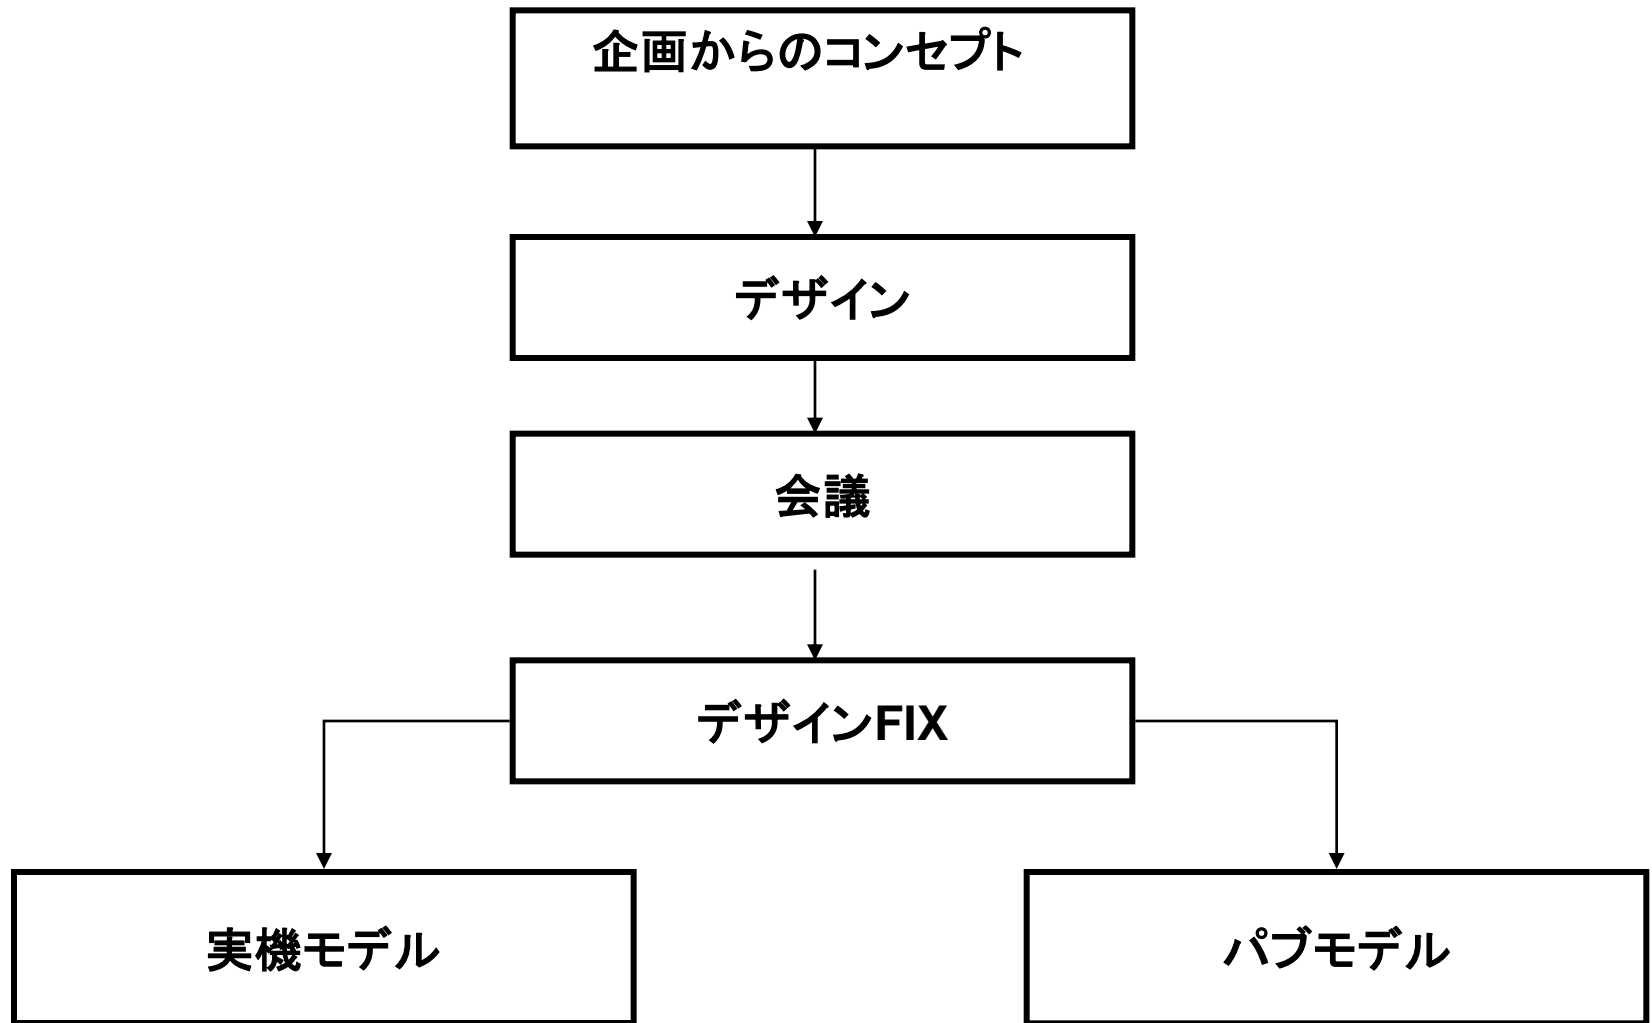 企画からのコンセプト
デザイン
会議
デザインFIX
実機モデル
パブモデル